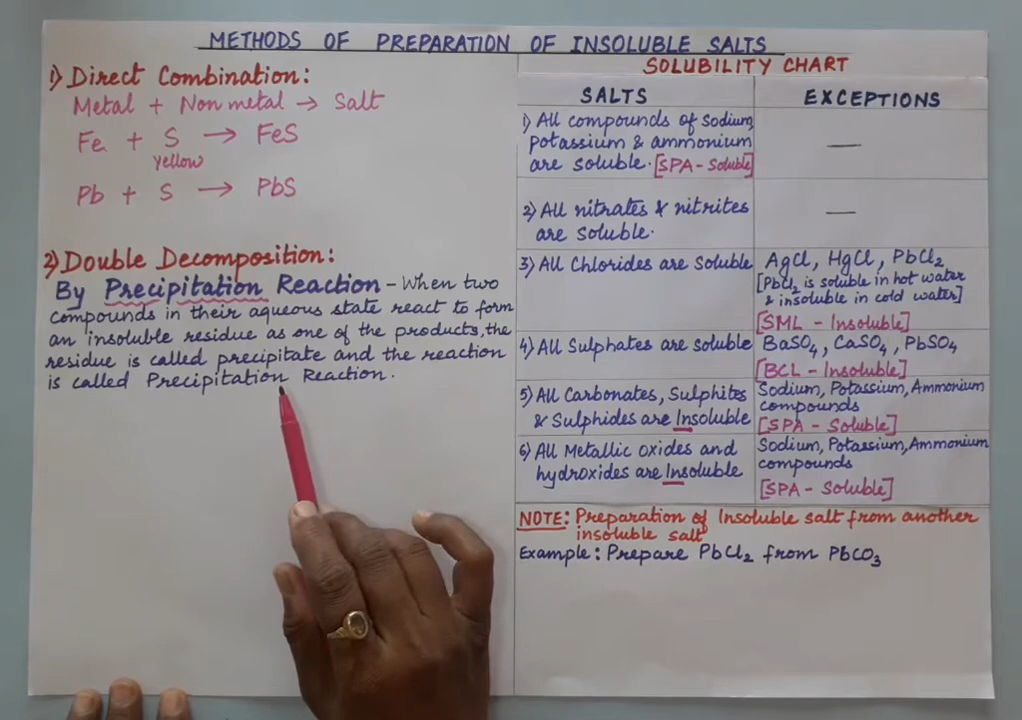 METHODS OF PREPARATION OF INSOLUBLE SALTS
1) Direct Combination:
Metal + Non metal → Salt
Fe + S → FeS
Yellow
Pb + S → PbS
2) Double Decomposition:
By Precipitation Reaction – When two
compounds in their aqueous state react to form
an insoluble residue as one of the products, the
residue is called precipitate and the reaction
is called Precipitation Reaction.
SOLUBILITY CHART
SALTS
EXCEPTIONS
1) All compounds of sodium,
potassium & ammonium
are soluble. [SPA - Soluble]
—
2) All nitrates & nitrites
are soluble.
—
3) All Chlorides are Soluble
AgCl, HgCl, PbCl2
[PbCl2 is soluble in hot water
& insoluble in cold water]
[SML - Insoluble]
4) All Sulphates are soluble
BaSO4, CaSO4, PbSO4
[BCL - Insoluble]
5) All Carbonates, Sulphites
& Sulphides are Insoluble
Sodium, Potassium, Ammonium
compounds
[SPA - Soluble]
6) All Metallic oxides and
hydroxides are Insoluble
Sodium, Potassium, Ammonium
compounds
[SPA - Soluble]
NOTE: Preparation of Insoluble salt from another
insoluble salt
Example: Prepare PbCl2 from PbCO3